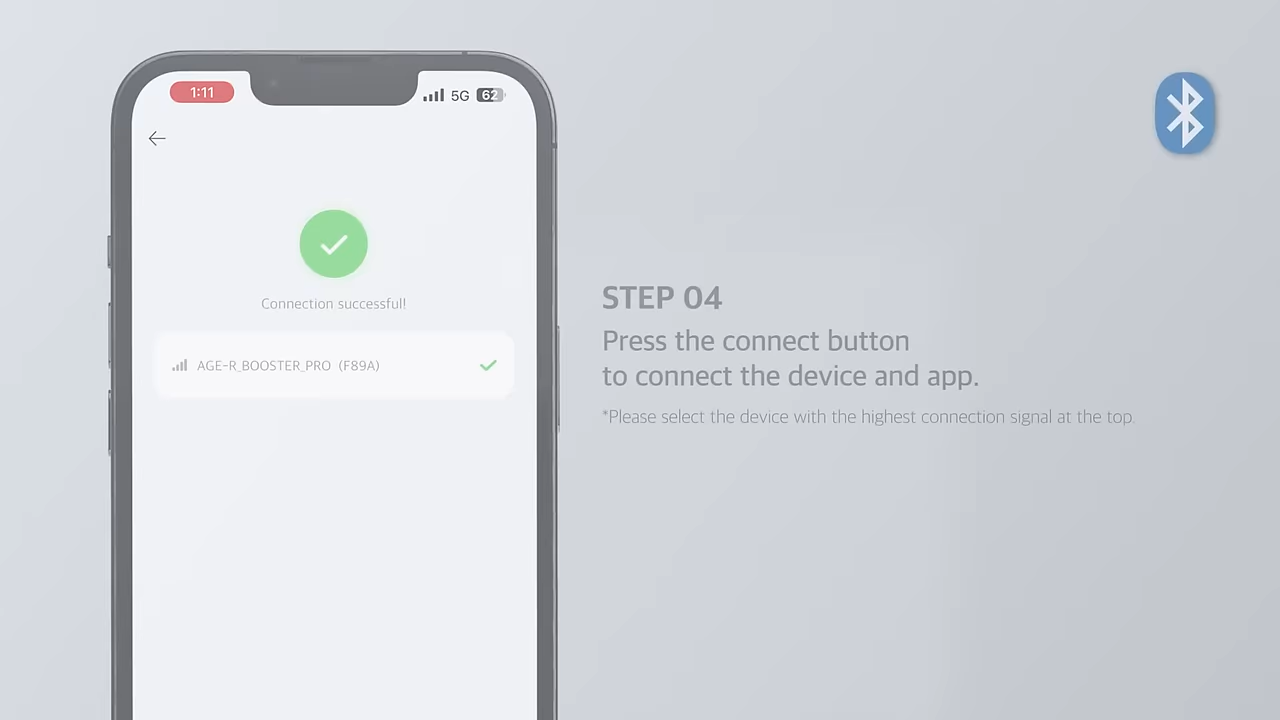 1:11
5G
62
Connection successful!
AGE-R_BOOSTER_PRO (F89A)
STEP 04
Press the connect button
to connect the device and app.
*Please select the device with the highest connection signal at the top.